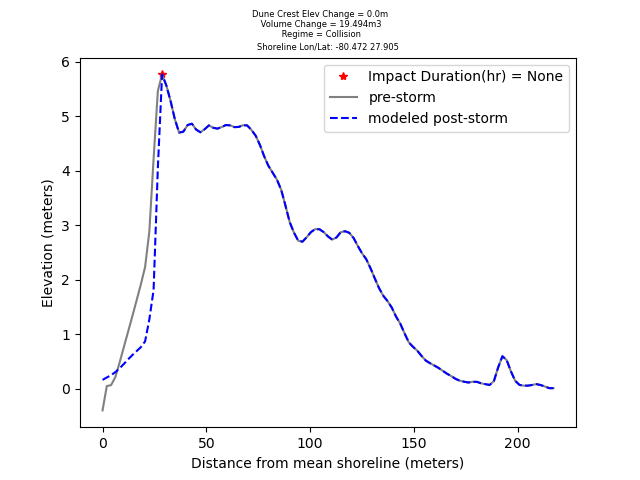 Dune Crest Elev Change = 0.0m
Volume Change = 19.494m3
Regime = Collision
Shoreline Lon/Lat: -80.472 27.905
Impact Duration(hr) = None
pre-storm
modeled post-storm
Elevation (meters)
6
5
4
3
2
1
0
0 50 100 150 200
Distance from mean shoreline (meters)